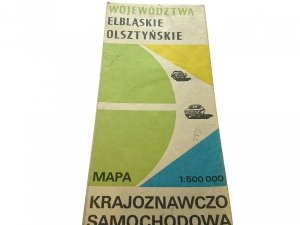 WOJEWÓDZTWA
ELBLĄSKIE
OLSZTYŃSKIE
MAPA 1:500 000
KRAJOZNAWCZO
SAMOCHODOWA